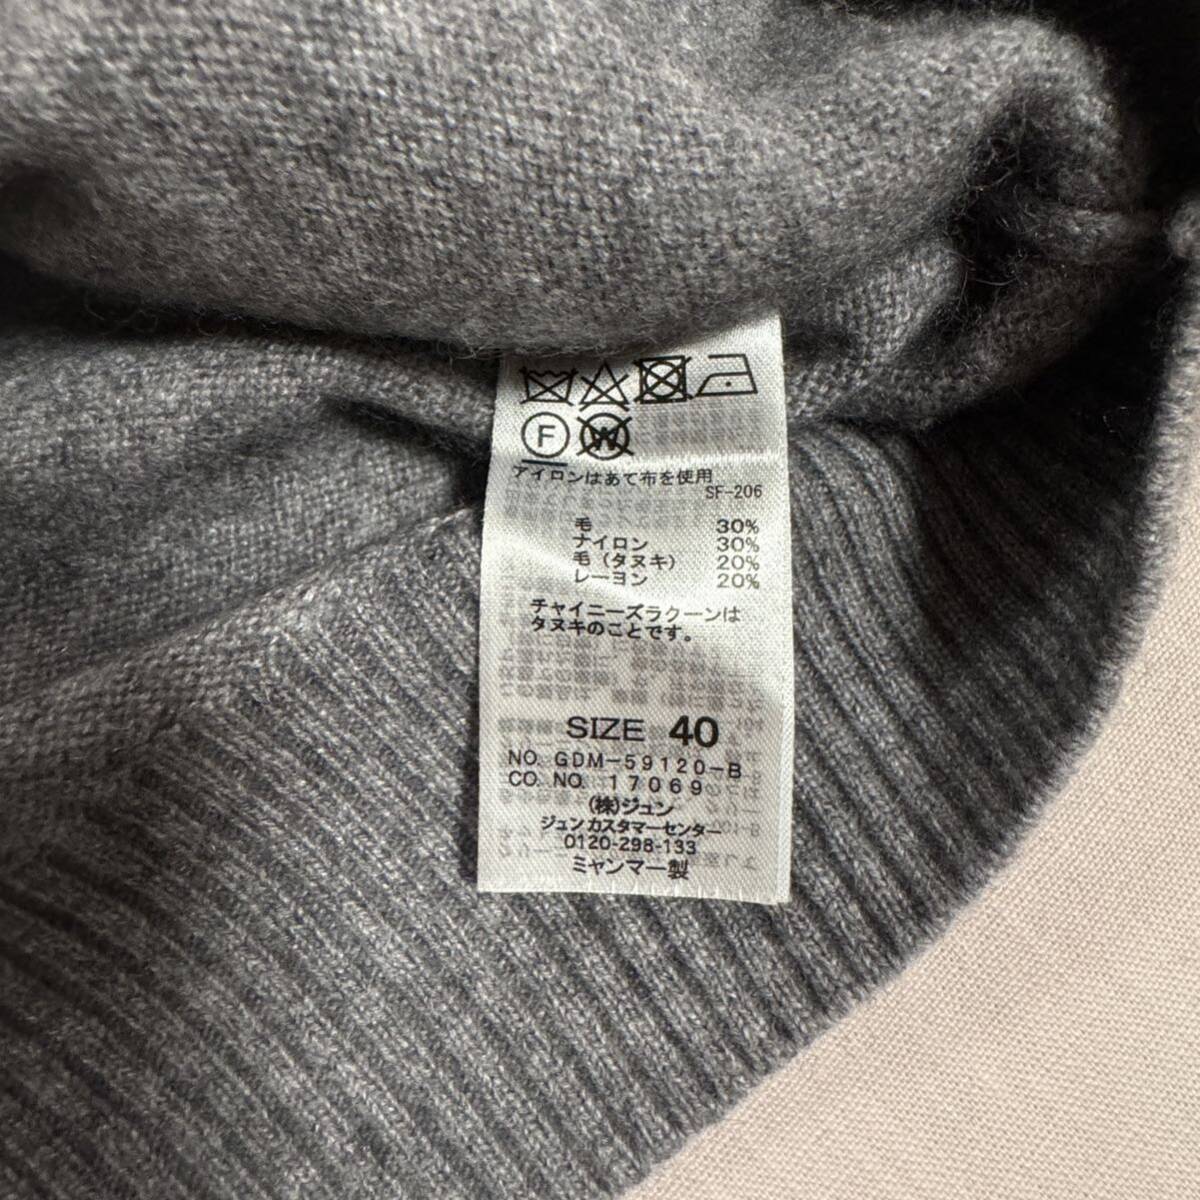 F W
アイロンはあて布を使用
SF-206
毛 30%
ナイロン 30%
毛(タヌキ) 20%
レーヨン 20%
チャイニーズラクーンは
タヌキのことです。
SIZE 40
NO. GDM-59120-B
CO. NO. 17069
(株)ジュン
ジュンカスタマーセンター
0120-298-133
ミャンマー製